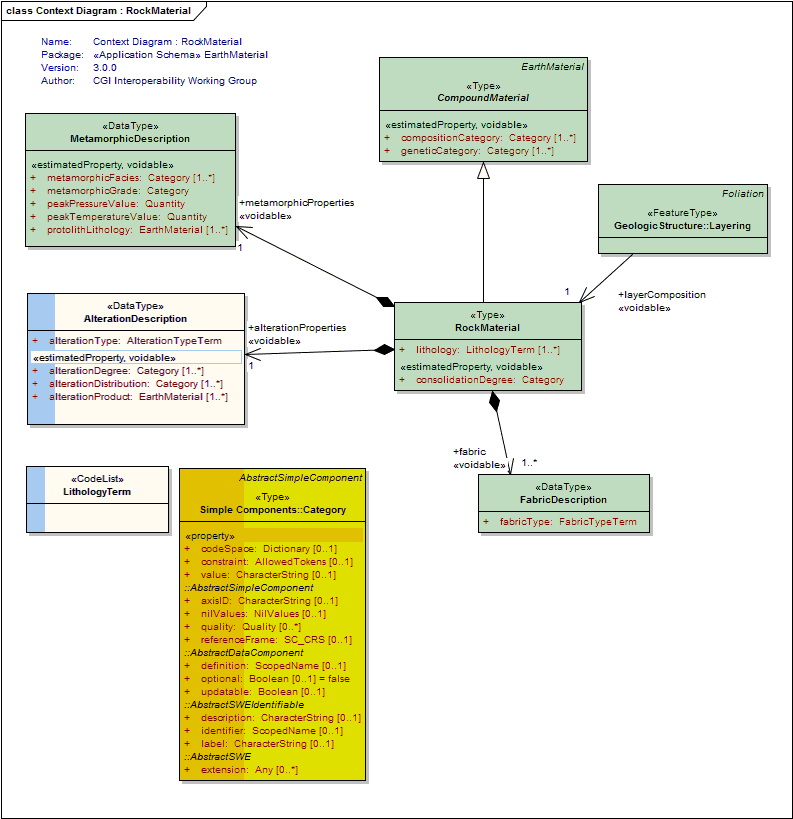 class Context Diagram : RockMaterial
Name: Context Diagram : RockMaterial
Package: «Application Schema» EarthMaterial
Version: 3.0.0
Author: CGI Interoperability Working Group
EarthMaterial
«Type»
CompoundMaterial
«estimatedProperty, voidable»
+ compositionCategory: Category [1..*]
+ geneticCategory: Category [1..*]
«DataType»
MetamorphicDescription
«estimatedProperty, voidable»
+ metamorphicFacies: Category [1..*]
+ metamorphicGrade: Category
+ peakPressureValue: Quantity
+ peakTemperatureValue: Quantity
+ protolithLithology: EarthMaterial [1..*]
+metamorphicProperties
«voidable»
1
Foliation
«FeatureType»
GeologicStructure::Layering
1
+layerComposition
«voidable»
«DataType»
AlterationDescription
+ alterationType: AlterationTypeTerm
«estimatedProperty, voidable»
+ alterationDegree: Category [1..*]
+ alterationDistribution: Category [1..*]
+ alterationProduct: EarthMaterial [1..*]
+alterationProperties
«voidable»
1
«Type»
RockMaterial
+ lithology: LithologyTerm [1..*]
«estimatedProperty, voidable»
+ consolidationDegree: Category
+fabric
«voidable»
1..*
«CodeList»
LithologyTerm
AbstractSimpleComponent
«Type»
Simple Components::Category
«property»
+ codeSpace: Dictionary [0..1]
+ constraint: AllowedTokens [0..1]
+ value: CharacterString [0..1]
::AbstractSimpleComponent
+ axisID: CharacterString [0..1]
+ nilValues: NilValues [0..1]
+ quality: Quality [0..*]
+ referenceFrame: SC_CRS [0..1]
::AbstractDataComponent
+ definition: ScopedName [0..1]
+ optional: Boolean [0..1] = false
+ updatable: Boolean [0..1]
::AbstractSWEIdentifiable
+ description: CharacterString [0..1]
+ identifier: ScopedName [0..1]
+ label: CharacterString [0..1]
::AbstractSWE
+ extension: Any [0..*]
«DataType»
FabricDescription
+ fabricType: FabricTypeTerm